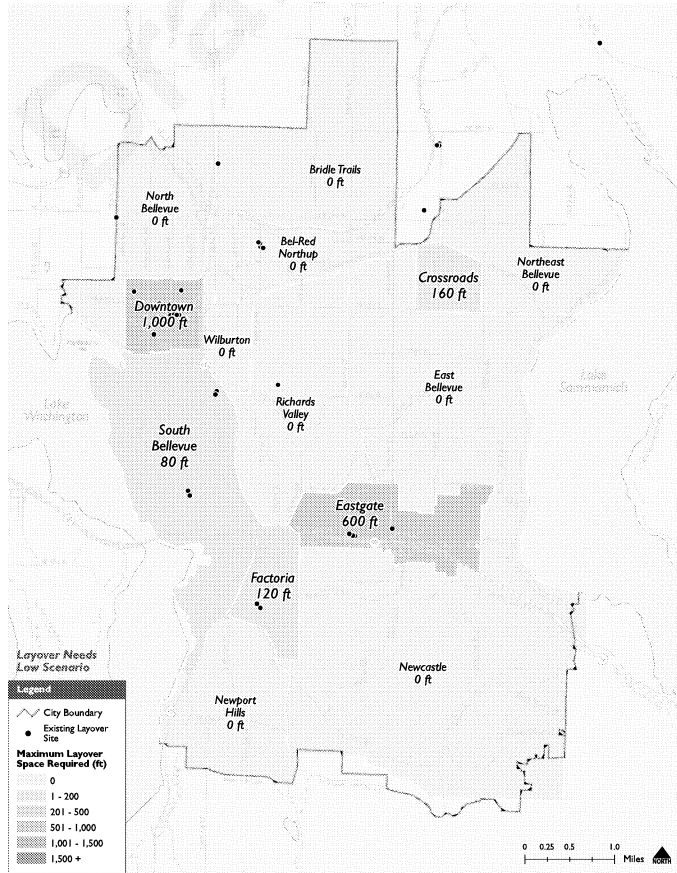 Bridle Trails
0 ft
North
Bellevue
0 ft
Bel-Red
Northup
0 ft
Northeast
Bellevue
0 ft
Crossroads
160 ft
Downtown
1,000 ft
Wilburton
0 ft
East
Bellevue
0 ft
Lake
Sammamish
Lake
Washington
Richards
Valley
0 ft
South
Bellevue
80 ft
Eastgate
600 ft
Factoria
120 ft
Newcastle
0 ft
Newport
Hills
0 ft
Layover Needs
Low Scenario
Legend
City Boundary
Existing Layover
Site
Maximum Layover
Space Required (ft)
0
1 - 200
201 - 500
501 - 1,000
1,001 - 1,500
1,500 +
0 0.25 0.5 1.0
Miles
NORTH